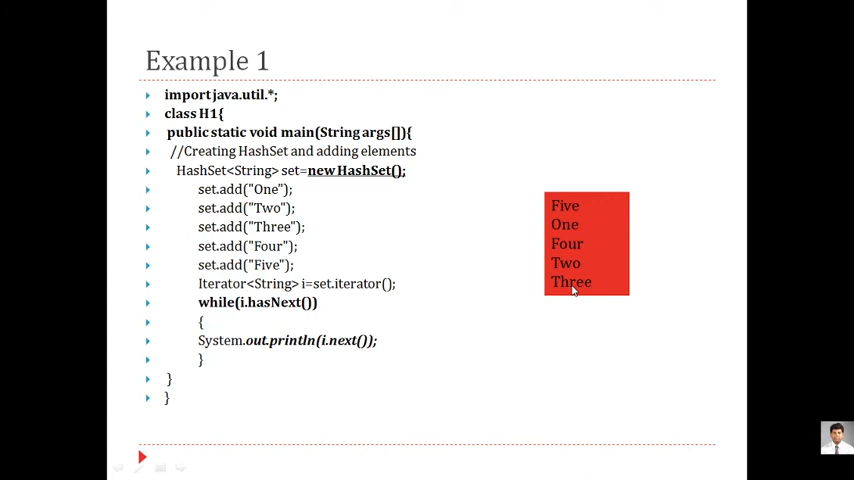 Example 1
import java.util.*;
class H1{
public static void main(String args[]){
//Creating HashSet and adding elements
HashSet<String> set=new HashSet();
set.add("One");
set.add("Two");
set.add("Three");
set.add("Four");
set.add("Five");
Iterator<String> i=set.iterator();
while(i.hasNext())
{
System.out.println(i.next());
}
}
}
Five
One
Four
Two
Three